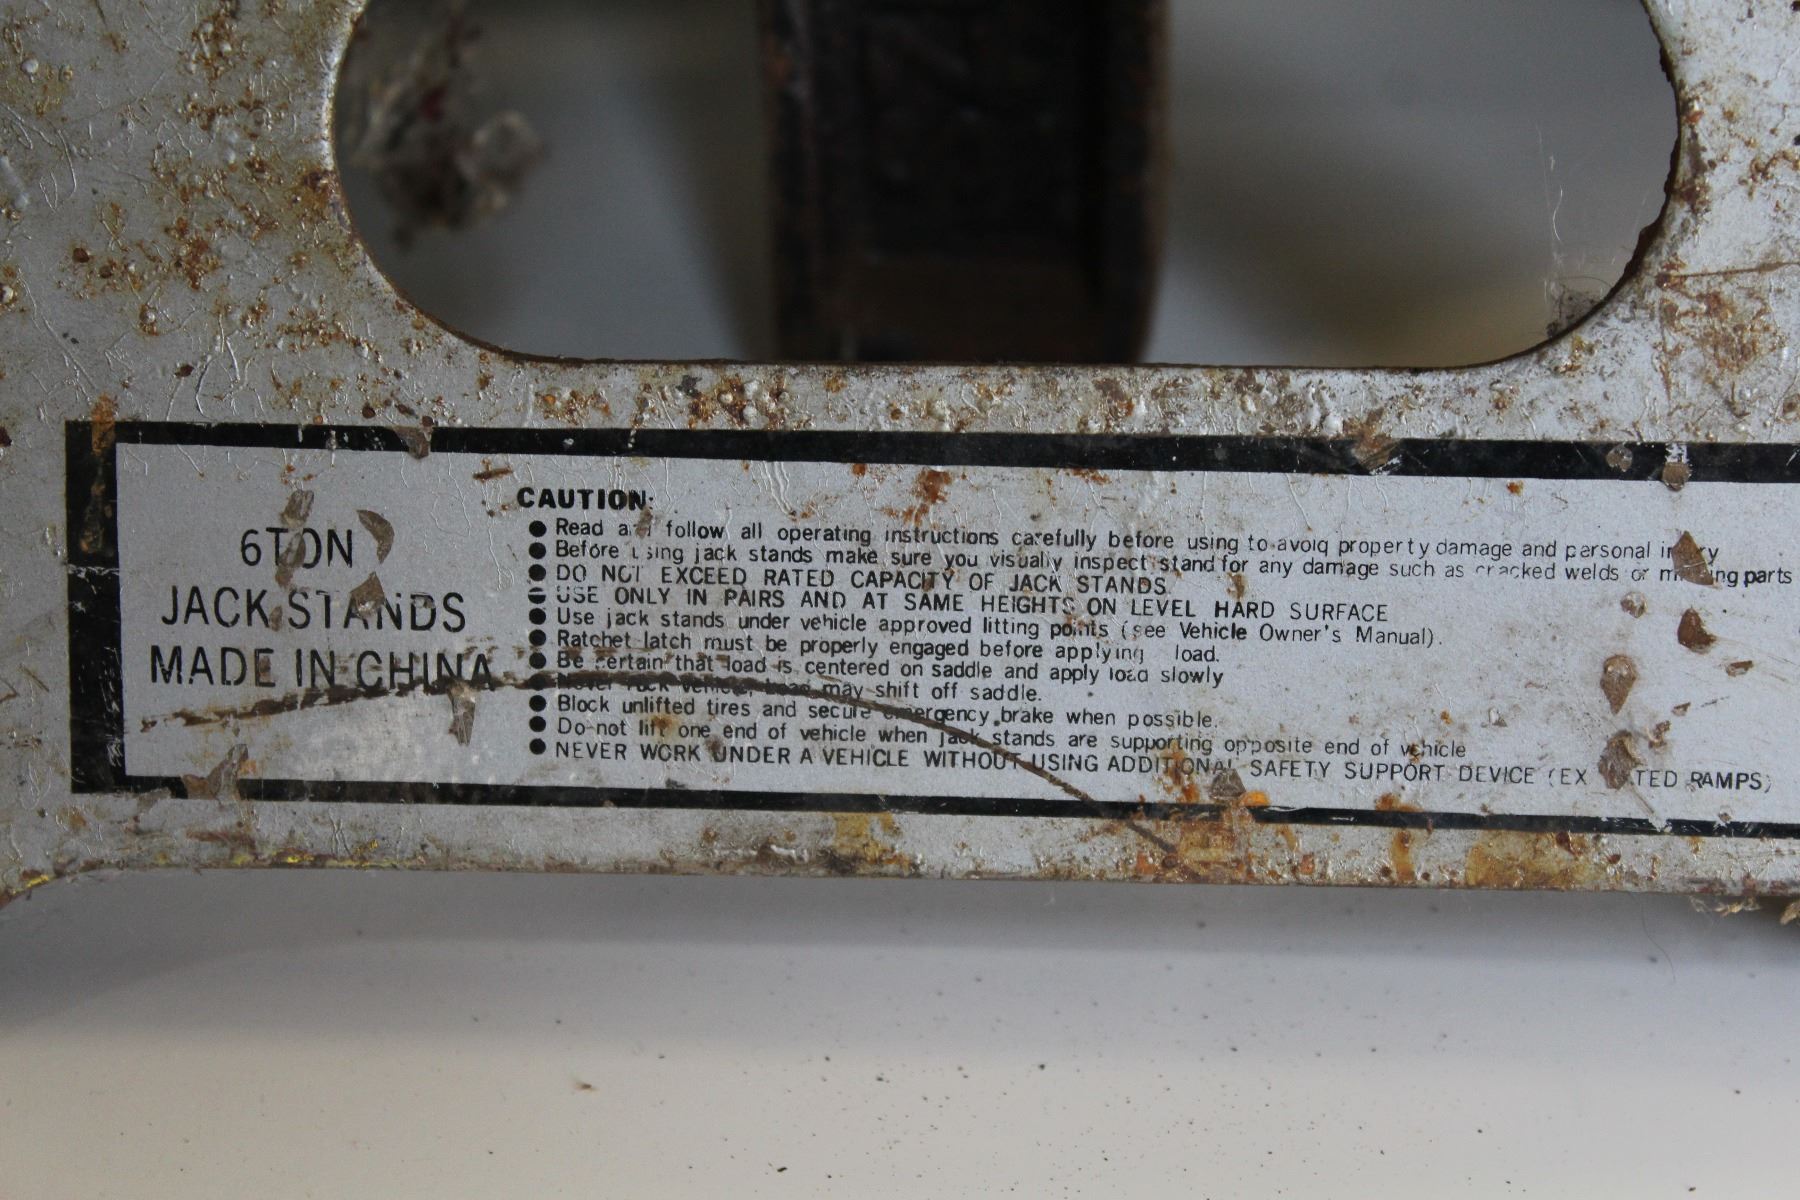 6TON
JACK STANDS
MADE IN CHINA
CAUTION:
● Read and follow all operating instructions carefully before using to avoid property damage and personal injury
● Before using jack stands make sure you visually inspect stand for any damage such as cracked welds or missing parts
● DO NOT EXCEED RATED CAPACITY OF JACK STANDS.
● USE ONLY IN PAIRS AND AT SAME HEIGHTS ON LEVEL HARD SURFACE
● Use jack stands under vehicle approved lifting points (see Vehicle Owner's Manual).
● Ratchet latch must be properly engaged before applying load.
● Be certain that load is centered on saddle and apply load slowly
● Never rock vehicle, may shift off saddle.
● Block unlifted tires and secure emergency brake when possible.
● Do not lift one end of vehicle when jack stands are supporting opposite end of vehicle
● NEVER WORK UNDER A VEHICLE WITHOUT USING ADDITIONAL SAFETY SUPPORT DEVICE (EX RAMPS)